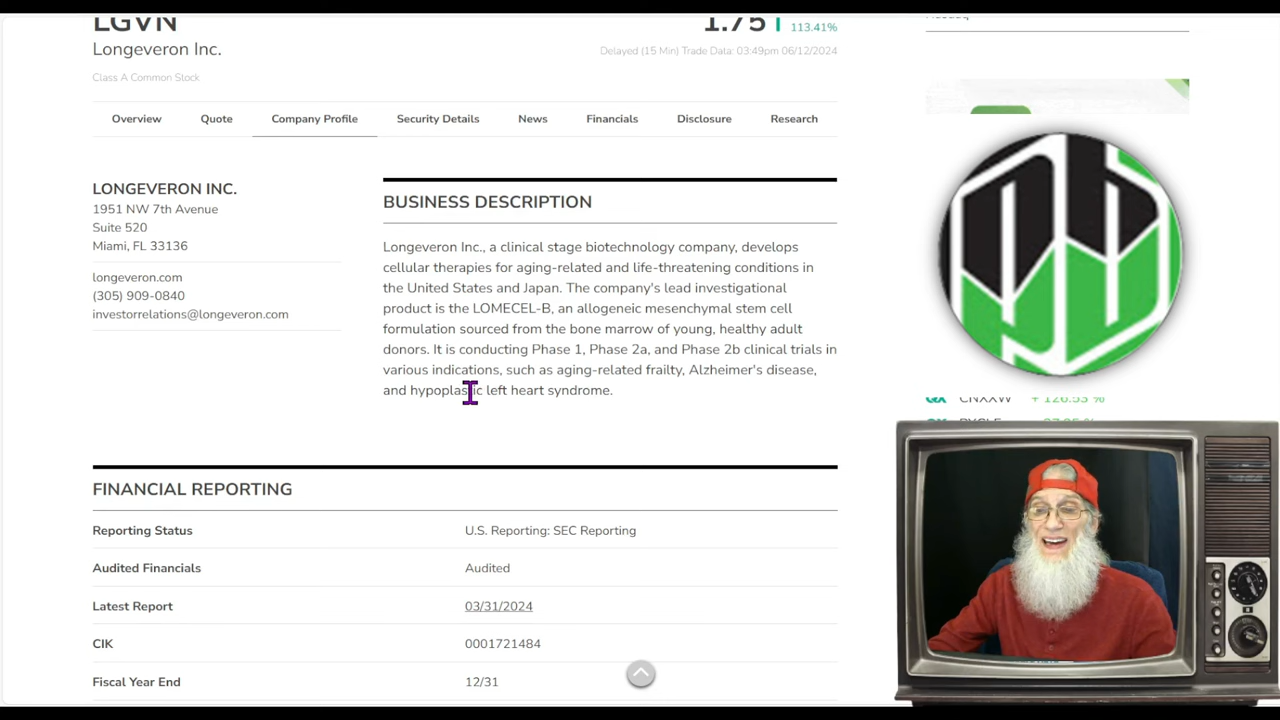 LGVN
1.75
113.41%
Longeveron Inc.
Delayed (15 Min) Trade Data: 03:49pm 06/12/2024
Class A Common Stock
Overview Quote Company Profile Security Details News Financials Disclosure Research
LONGEVERON INC.
1951 NW 7th Avenue
Suite 520
Miami, FL 33136
longeveron.com
(305) 909-0840
investorrelations@longeveron.com
BUSINESS DESCRIPTION
Longeveron Inc., a clinical stage biotechnology company, develops
cellular therapies for aging-related and life-threatening conditions in
the United States and Japan. The company's lead investigational
product is the LOMECEL-B, an allogeneic mesenchymal stem cell
formulation sourced from the bone marrow of young, healthy adult
donors. It is conducting Phase 1, Phase 2a, and Phase 2b clinical trials in
various indications, such as aging-related frailty, Alzheimer's disease,
and hypoplastic left heart syndrome.
FINANCIAL REPORTING
Reporting Status U.S. Reporting: SEC Reporting
Audited Financials Audited
Latest Report 03/31/2024
CIK 0001721484
Fiscal Year End 12/31
CNXXW + 126.53 %